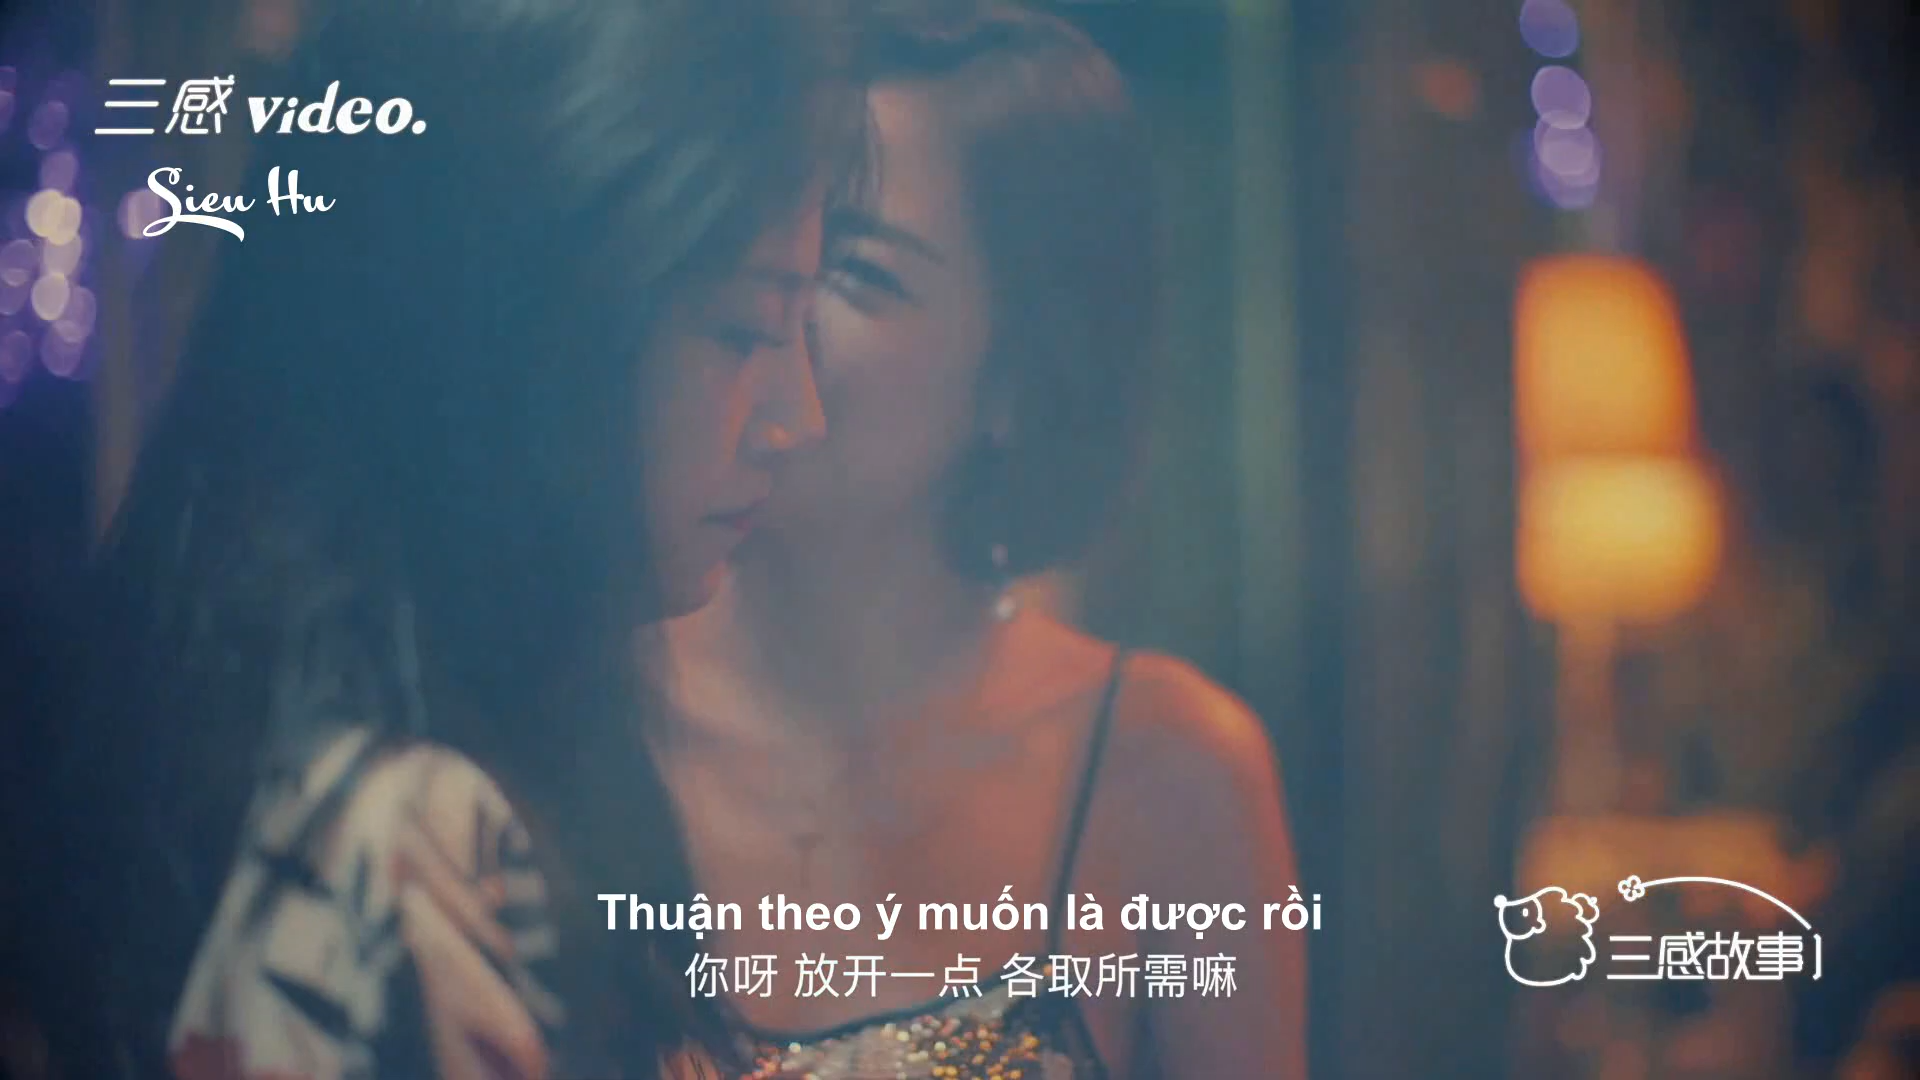 三感 video.
Sieu Hu
Thuận theo ý muốn là được rồi
你呀 放开一点 各取所需嘛
三感故事